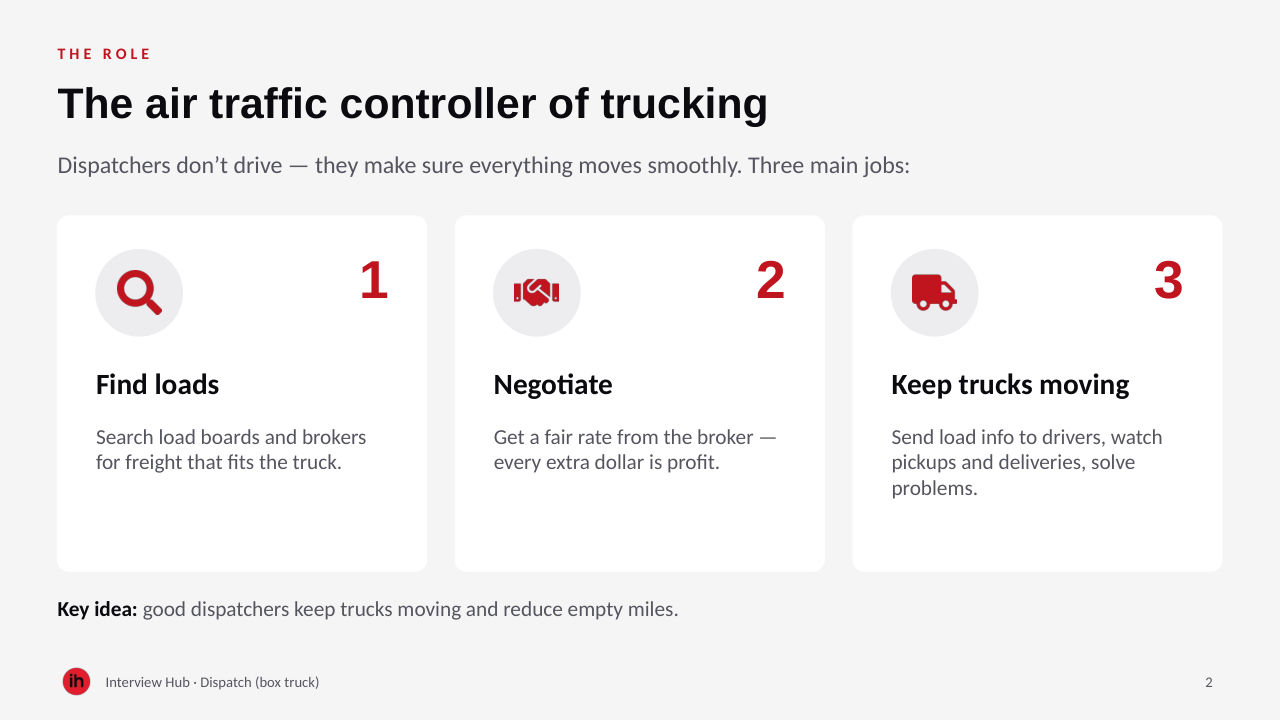 THE ROLE
The air traffic controller of trucking
Dispatchers don’t drive — they make sure everything moves smoothly. Three main jobs:
1
Find loads
Search load boards and brokers
for freight that fits the truck.
2
Negotiate
Get a fair rate from the broker —
every extra dollar is profit.
3
Keep trucks moving
Send load info to drivers, watch
pickups and deliveries, solve
problems.
Key idea: good dispatchers keep trucks moving and reduce empty miles.
ih
Interview Hub · Dispatch (box truck)
2